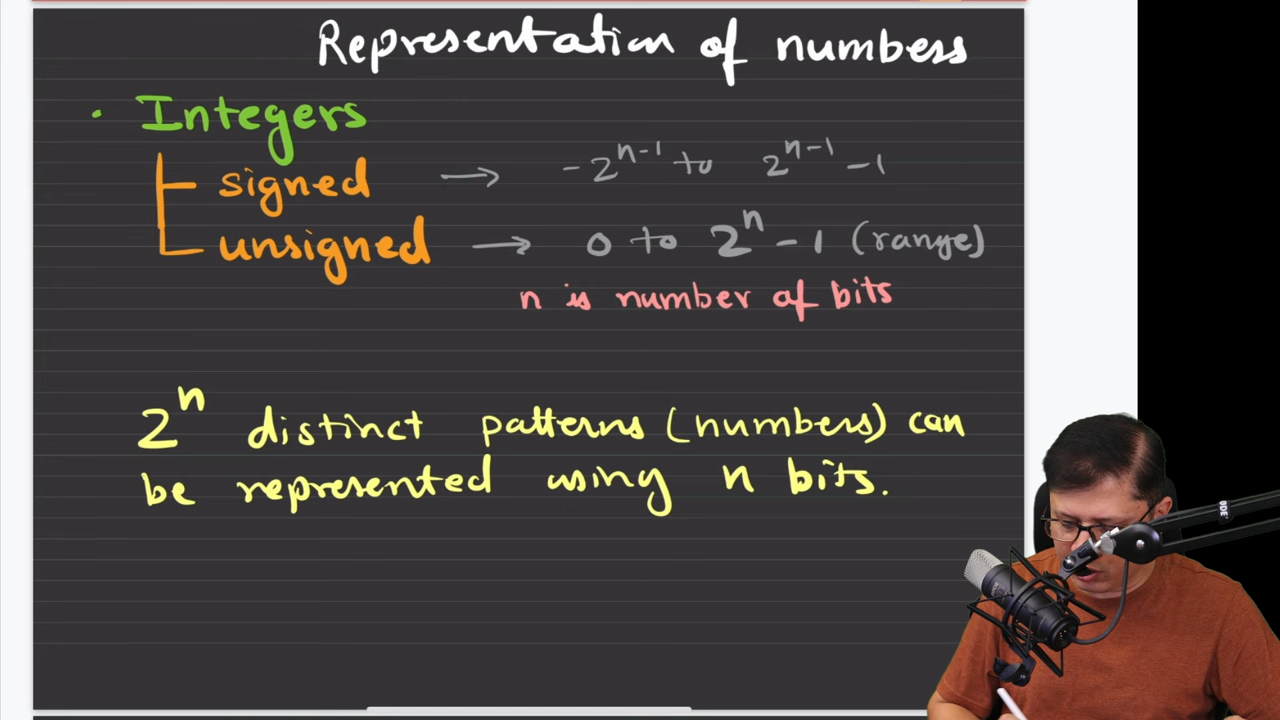 Representation of numbers
• Integers
signed → -2^{n-1} to 2^{n-1} -1
unsigned → 0 to 2^n -1 (range)
n is number of bits
2^n distinct patterns (numbers) can
be represented using n bits.